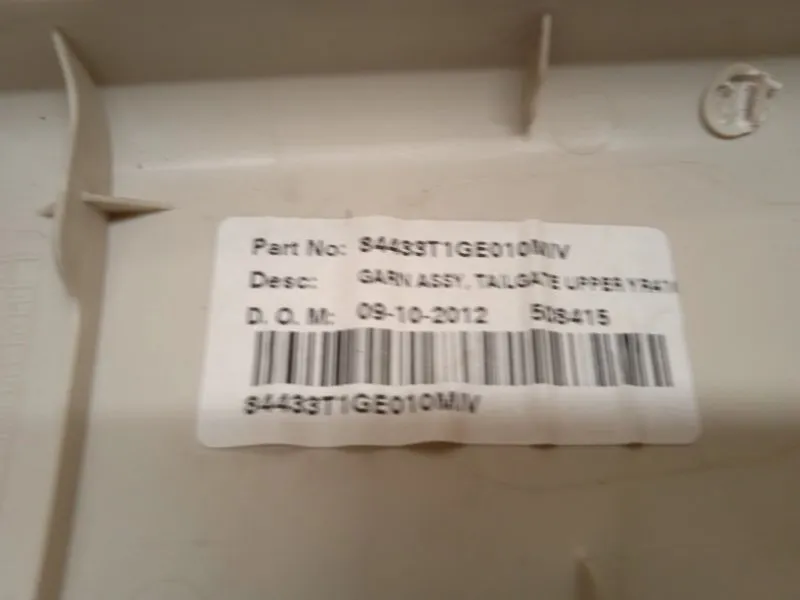 Part No: 84433T1GE010MIV
Desc: GARN ASSY, TAILGATE UPPER
D. O. M: 09-10-2012 508415
84433T1GE010MIV